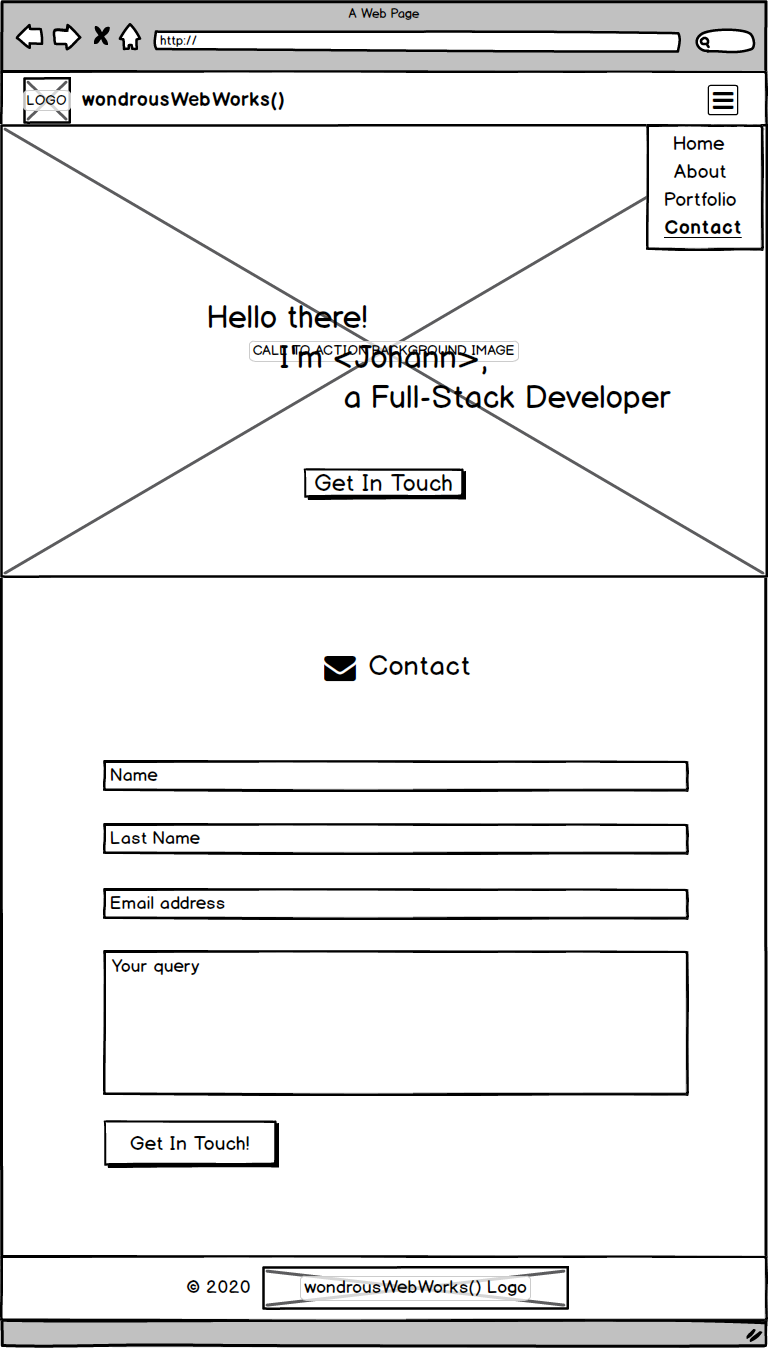 A Web Page
http://
LOGO
wondrousWebWorks()
Home
About
Portfolio
Contact
Hello there!
CALL TO ACTION BACKGROUND IMAGE
I'm <Johann>,
a Full-Stack Developer
Get In Touch
Contact
Name
Last Name
Email address
Your query
Get In Touch!
© 2020
wondrousWebWorks() Logo